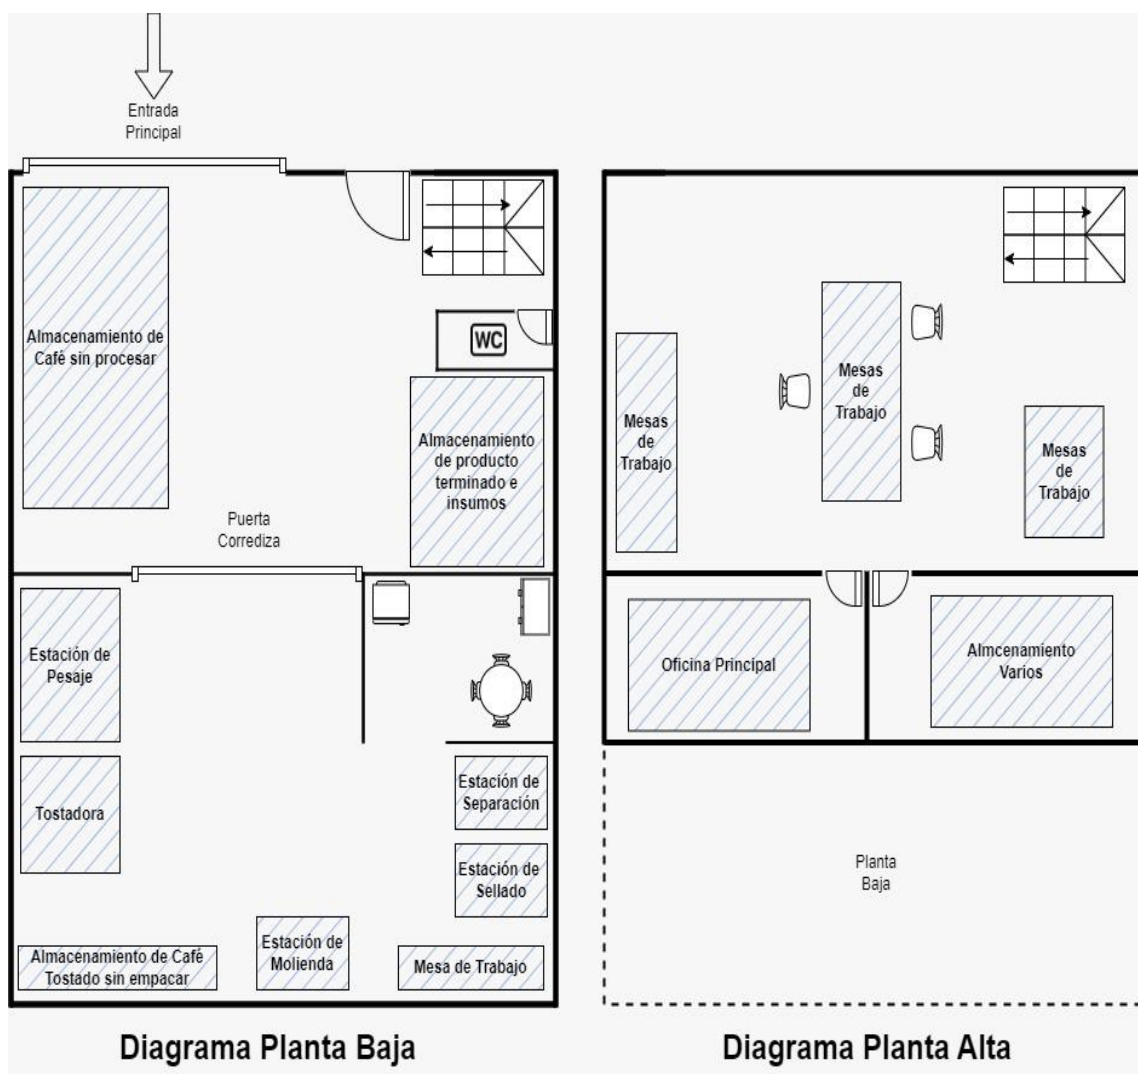 Entrada
Principal
Almacenamiento de
Café sin procesar
WC
Almacenamiento
de producto
terminado e
insumos
Puerta
Corrediza
Estación de
Pesaje
Tostadora
Estación de
Separación
Estación de
Sellado
Almacenamiento de Café
Tostado sin empacar
Estación de
Molienda
Mesa de Trabajo
Diagrama Planta Baja
Mesas
de
Trabajo
Mesas
de
Trabajo
Mesas
de
Trabajo
Oficina Principal
Almcenamiento
Varios
Planta
Baja
Diagrama Planta Alta